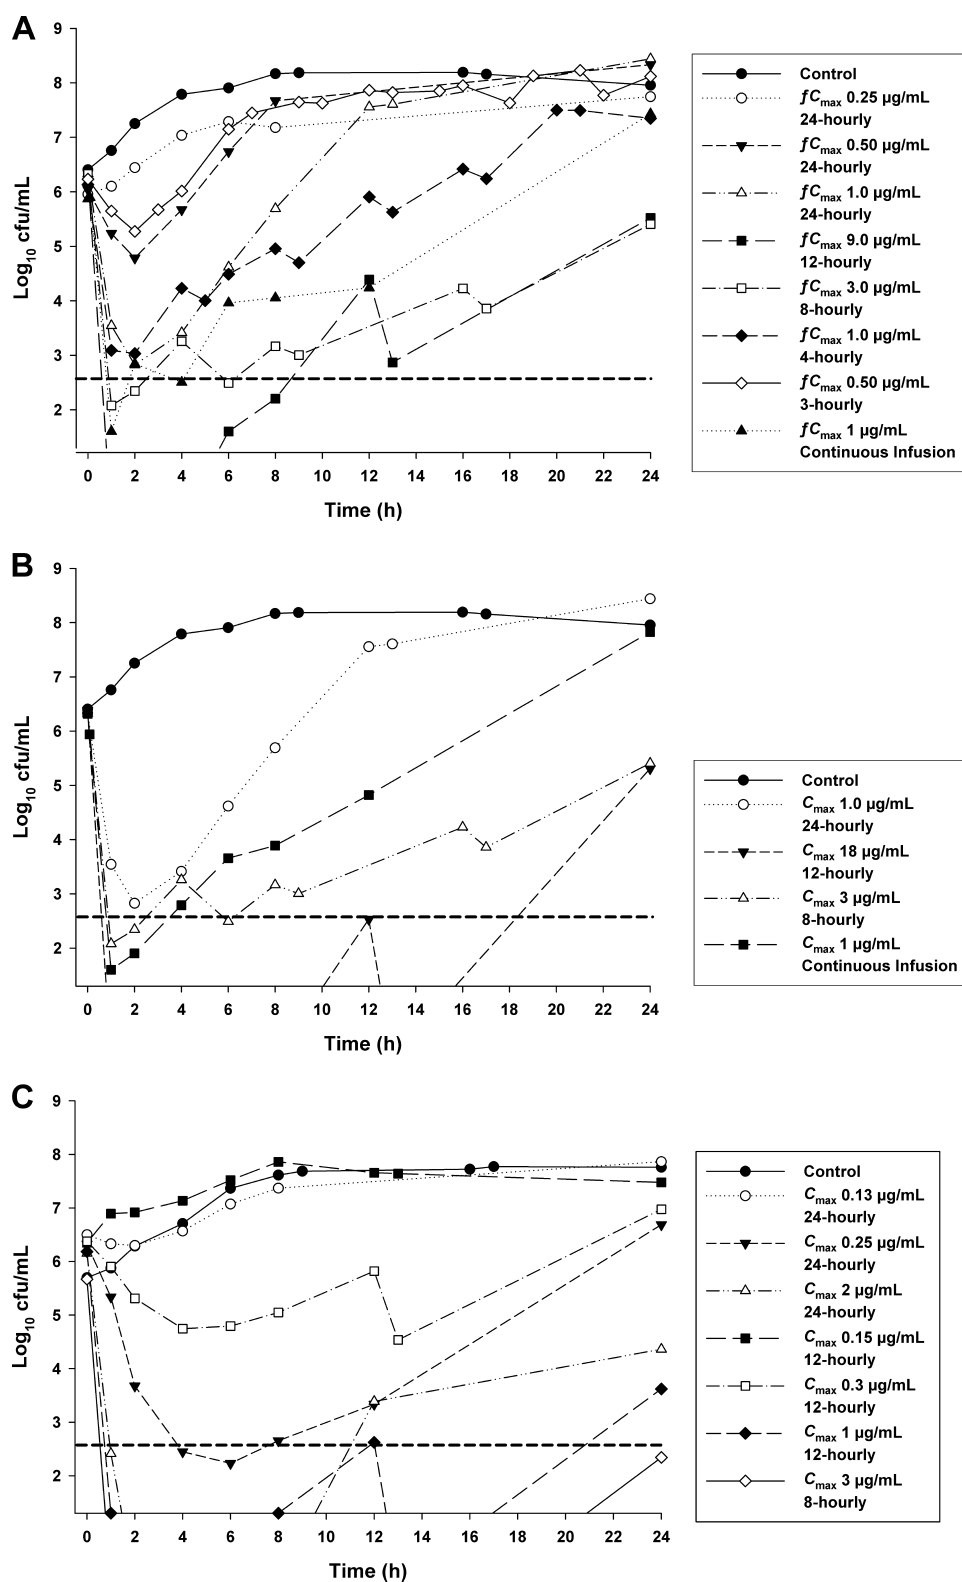 A
9
8
7
6
5
4
3
2
Log10 cfu/mL
0 2 4 6 8 10 12 14 16 18 20 22 24
Time (h)
Control
fCmax 0.25 µg/mL
24-hourly
fCmax 0.50 µg/mL
24-hourly
fCmax 1.0 µg/mL
24-hourly
fCmax 9.0 µg/mL
12-hourly
fCmax 3.0 µg/mL
8-hourly
fCmax 1.0 µg/mL
4-hourly
fCmax 0.50 µg/mL
3-hourly
fCmax 1 µg/mL
Continuous Infusion
B
9
8
7
6
5
4
3
2
Log10 cfu/mL
0 2 4 6 8 10 12 14 16 18 20 22 24
Time (h)
Control
Cmax 1.0 µg/mL
24-hourly
Cmax 18 µg/mL
12-hourly
Cmax 3 µg/mL
8-hourly
Cmax 1 µg/mL
Continuous Infusion
C
9
8
7
6
5
4
3
2
Log10 cfu/mL
0 2 4 6 8 10 12 14 16 18 20 22 24
Time (h)
Control
Cmax 0.13 µg/mL
24-hourly
Cmax 0.25 µg/mL
24-hourly
Cmax 2 µg/mL
24-hourly
Cmax 0.15 µg/mL
12-hourly
Cmax 0.3 µg/mL
12-hourly
Cmax 1 µg/mL
12-hourly
Cmax 3 µg/mL
8-hourly